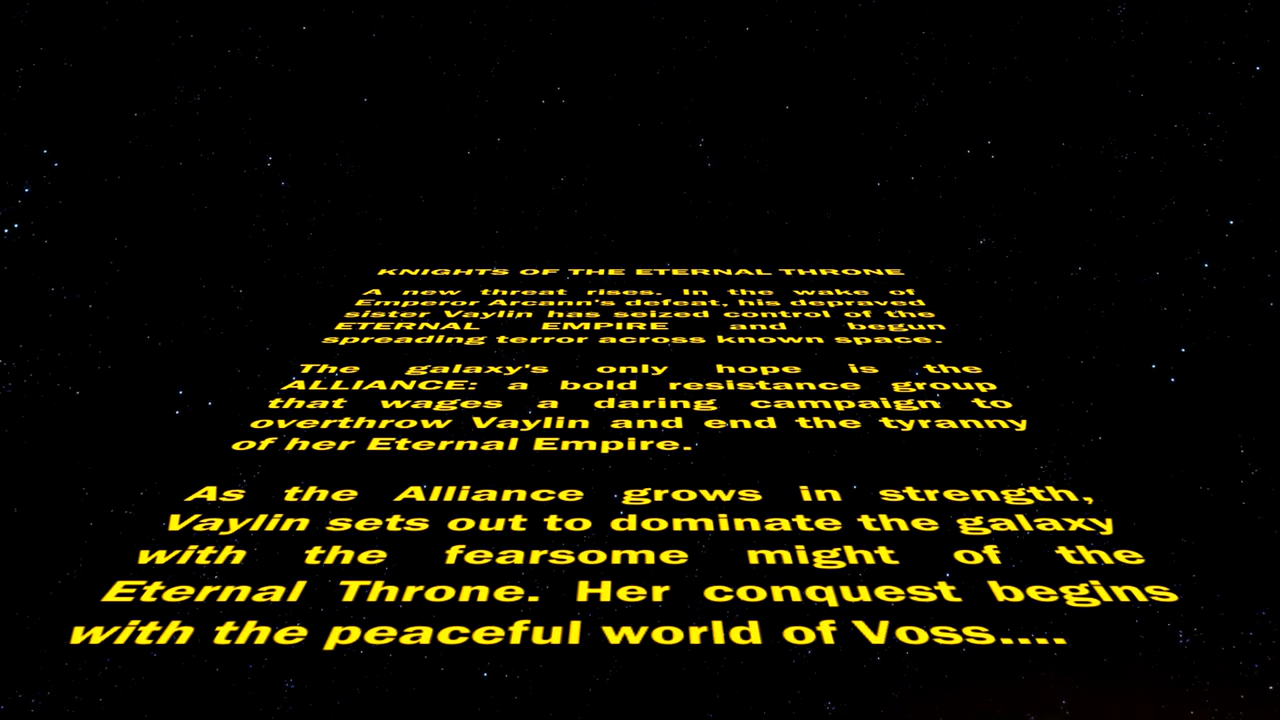 KNIGHTS OF THE ETERNAL THRONE
A new threat rises. In the wake of
Emperor Arcann's defeat, his depraved
sister Vaylin has seized control of the
ETERNAL EMPIRE and begun
spreading terror across known space.
The galaxy's only hope is the
ALLIANCE: a bold resistance group
that wages a daring campaign to
overthrow Vaylin and end the tyranny
of her Eternal Empire.
As the Alliance grows in strength,
Vaylin sets out to dominate the galaxy
with the fearsome might of the
Eternal Throne. Her conquest begins
with the peaceful world of Voss....